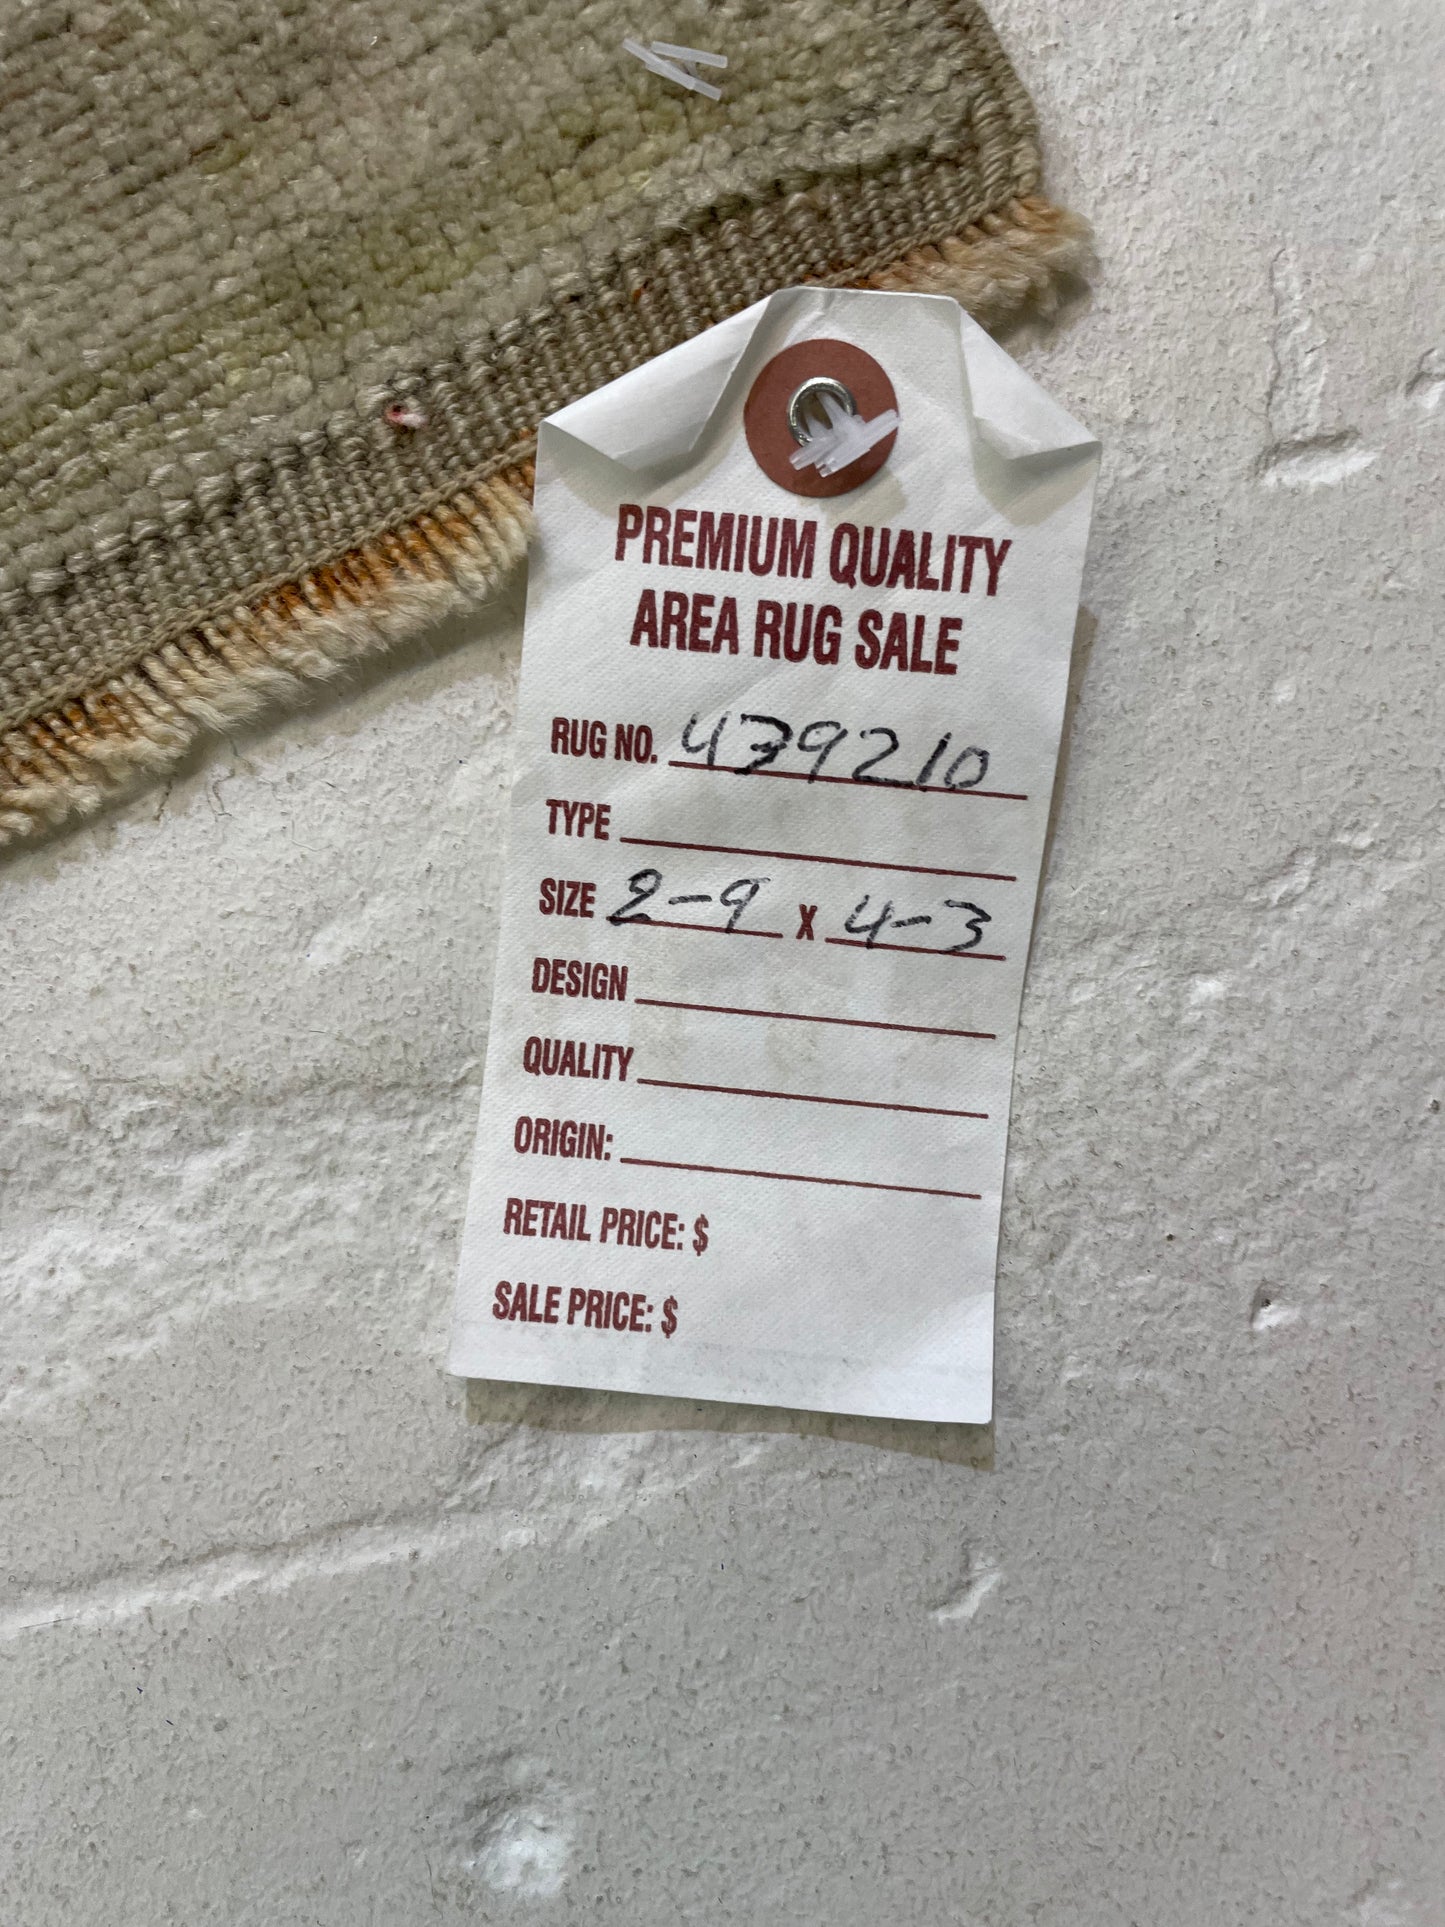 PREMIUM QUALITY
AREA RUG SALE
RUG NO. 439210
TYPE
SIZE 2-9 X 4-3
DESIGN
QUALITY
ORIGIN:
RETAIL PRICE: $
SALE PRICE: $